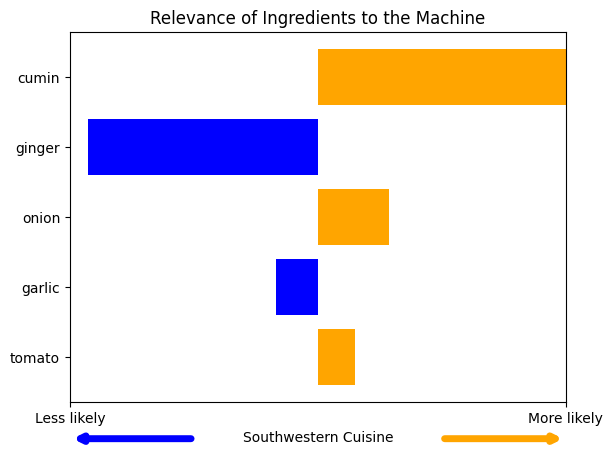 Relevance of Ingredients to the Machine
cumin
ginger
onion
garlic
tomato
Less likely
More likely
Southwestern Cuisine